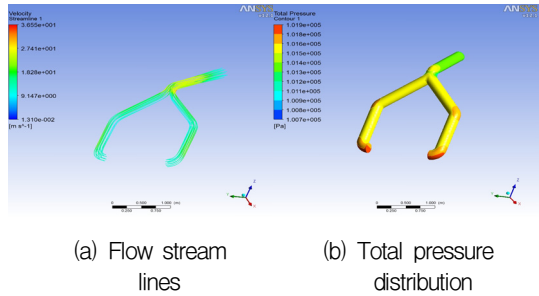 Velocity
Streamline 1
3.655e+001
2.741e+001
1.828e+001
9.147e+000
1.310e-002
[m s^-1]
ANSYS
0 0.500 1.000 (m)
0.250 0.750
Z
X
Total Pressure
Contour 1
1.019e+005
1.018e+005
1.016e+005
1.015e+005
1.014e+005
1.013e+005
1.012e+005
1.011e+005
1.009e+005
1.008e+005
1.007e+005
[Pa]
ANSYS
0 0.500 1.000 (m)
0.250 0.750
Z
X
(a) Flow stream
lines
(b) Total pressure
distribution